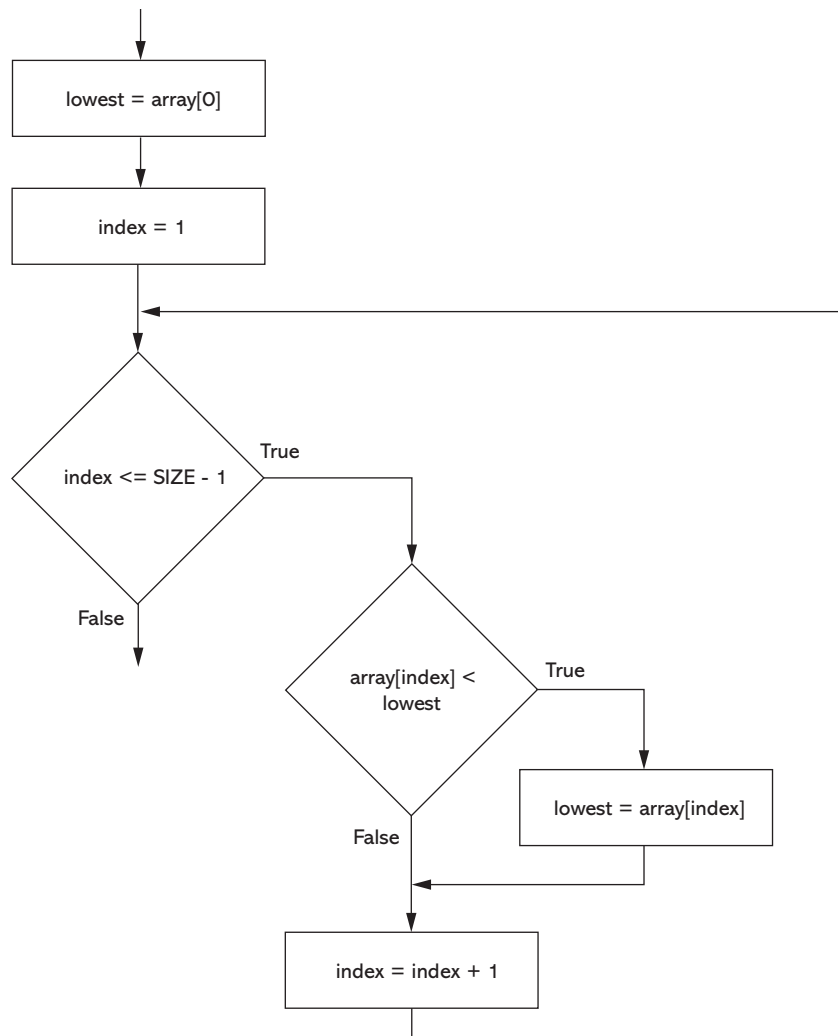 lowest = array[0]
index = 1
index <= SIZE - 1
True
False
array[index] <
lowest
True
lowest = array[index]
False
index = index + 1